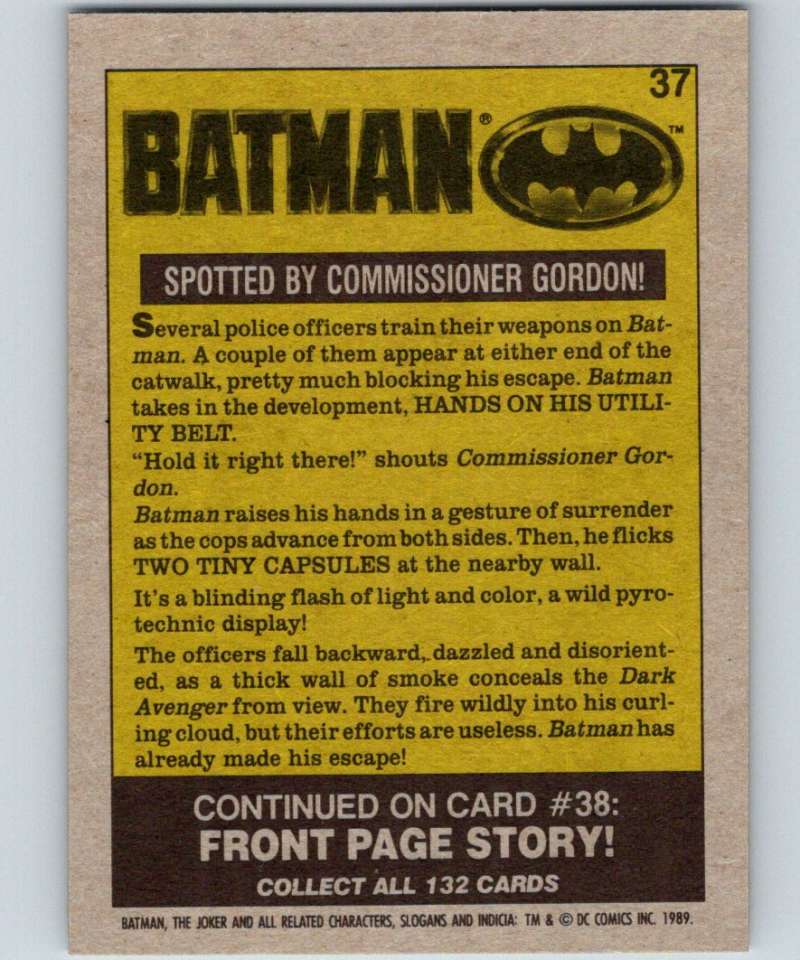 37
BATMAN® ™
SPOTTED BY COMMISSIONER GORDON!
Several police officers train their weapons on Bat-
man. A couple of them appear at either end of the
catwalk, pretty much blocking his escape. Batman
takes in the development, HANDS ON HIS UTILI-
TY BELT.
“Hold it right there!” shouts Commissioner Gor-
don.
Batman raises his hands in a gesture of surrender
as the cops advance from both sides. Then, he flicks
TWO TINY CAPSULES at the nearby wall.
It's a blinding flash of light and color, a wild pyro-
technic display!
The officers fall backward, dazzled and disorient-
ed, as a thick wall of smoke conceals the Dark
Avenger from view. They fire wildly into his curl-
ing cloud, but their efforts are useless. Batman has
already made his escape!
CONTINUED ON CARD #38:
FRONT PAGE STORY!
COLLECT ALL 132 CARDS
BATMAN, THE JOKER AND ALL RELATED CHARACTERS, SLOGANS AND INDICIA: TM & © DC COMICS INC. 1989.